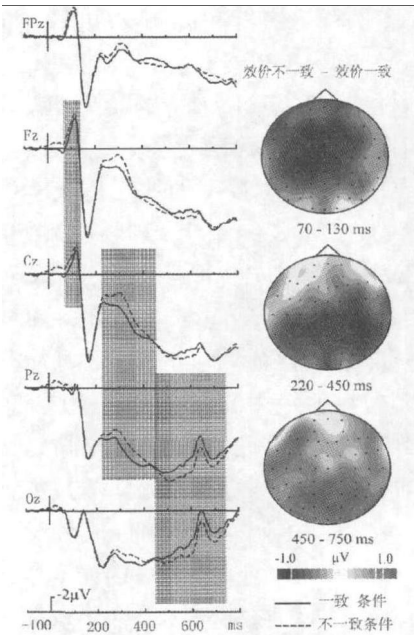 FPz
效价不一致 - 效价一致
Fz
70 - 130 ms
Cz
220 - 450 ms
Pz
Oz
450 - 750 ms
-1.0 μV 1.0
-2μV
-100 200 400 600 ms
一致 条件
不一致条件